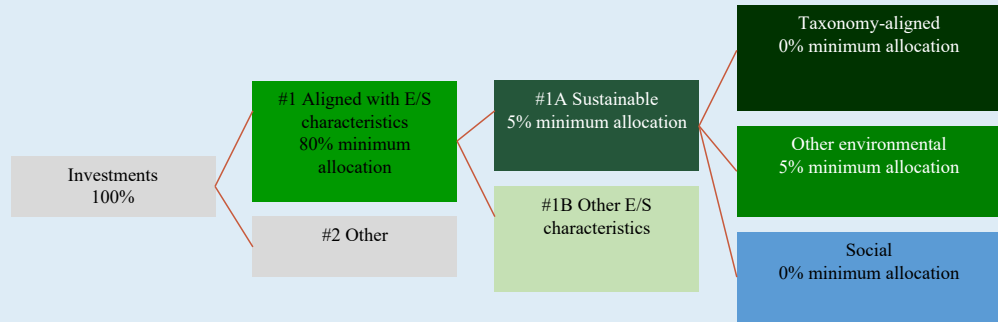 Investments
100%
#1 Aligned with E/S
characteristics
80% minimum
allocation
#2 Other
#1A Sustainable
5% minimum allocation
#1B Other E/S
characteristics
Taxonomy-aligned
0% minimum allocation
Other environmental
5% minimum allocation
Social
0% minimum allocation